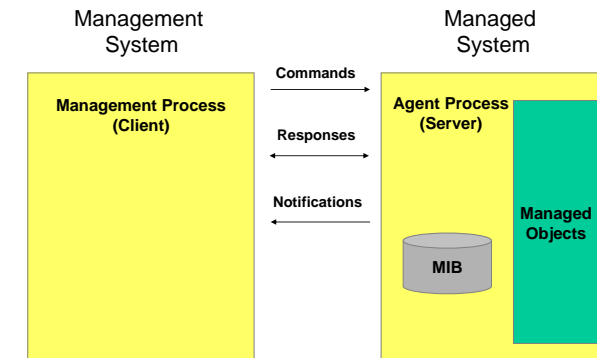 Management
System
Managed
System
Management Process
(Client)
Commands
Responses
Notifications
Agent Process
(Server)
MIB
Managed
Objects